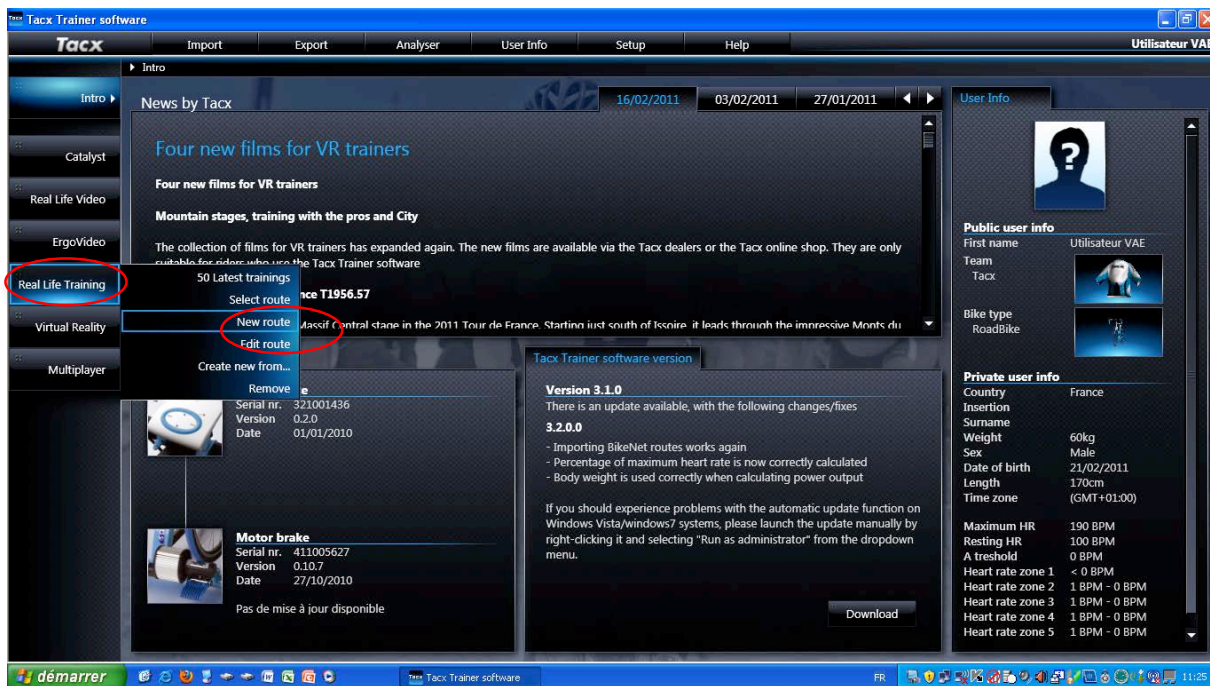 Tacx Trainer software
Tacx Import Export Analyser User Info Setup Help Utilisateur VAE
Intro
Intro
Catalyst
Real Life Video
ErgoVideo
Real Life Training
Virtual Reality
Multiplayer
50 Latest trainings
Select route
New route
Edit route
Create new from...
Remove
News by Tacx
16/02/2011 03/02/2011 27/01/2011
Four new films for VR trainers
Four new films for VR trainers
Mountain stages, training with the pros and City
The collection of films for VR trainers has expanded again. The new films are available via the Tacx dealers or the Tacx online shop. They are only
suitable for riders who use the Tacx Trainer software
nce T1956.57
Massif Central stage in the 2011 Tour de France. Starting just south of Issoire, it leads through the impressive Monts du
Serial nr. 321001436
Version 0.2.0
Date 01/01/2010
Motor brake
Serial nr. 411005627
Version 0.10.7
Date 27/10/2010
Pas de mise à jour disponible
Tacx Trainer software version
Version 3.1.0
There is an update available, with the following changes/fixes
3.2.0.0
- Importing BikeNet routes works again
- Percentage of maximum heart rate is now correctly calculated
- Body weight is used correctly when calculating power output
If you should experience problems with the automatic update function on
Windows Vista/windows7 systems, please launch the update manually by
right-clicking it and selecting "Run as administrator" from the dropdown
menu.
Download
User Info
Public user info
First name Utilisateur VAE
Team
Tacx
Bike type
RoadBike
Private user info
Country France
Insertion
Surname
Weight 60kg
Sex Male
Date of birth 21/02/2011
Length 170cm
Time zone (GMT+01:00)
Maximum HR 190 BPM
Resting HR 100 BPM
A treshold 0 BPM
Heart rate zone 1 < 0 BPM
Heart rate zone 2 1 BPM - 0 BPM
Heart rate zone 3 1 BPM - 0 BPM
Heart rate zone 4 1 BPM - 0 BPM
Heart rate zone 5 1 BPM - 0 BPM
démarrer Tacx Trainer software FR 11:25